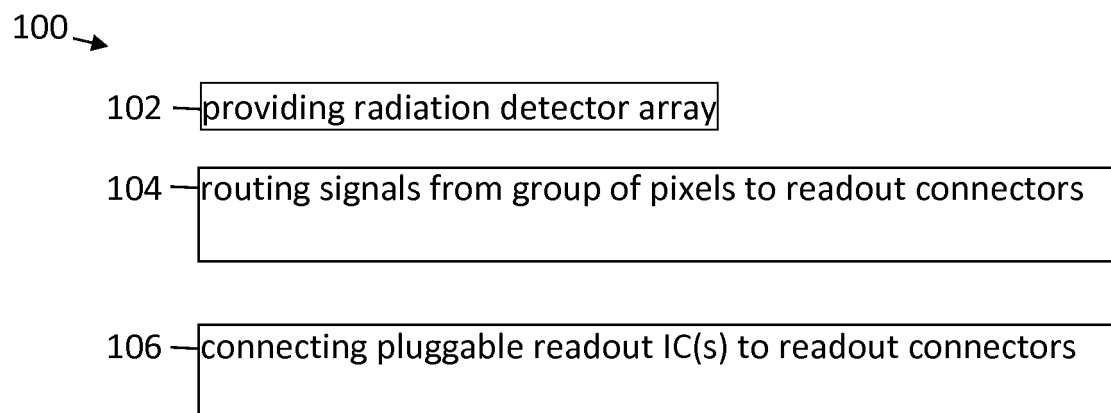 100
102 providing radiation detector array
104 routing signals from group of pixels to readout connectors
106 connecting pluggable readout IC(s) to readout connectors